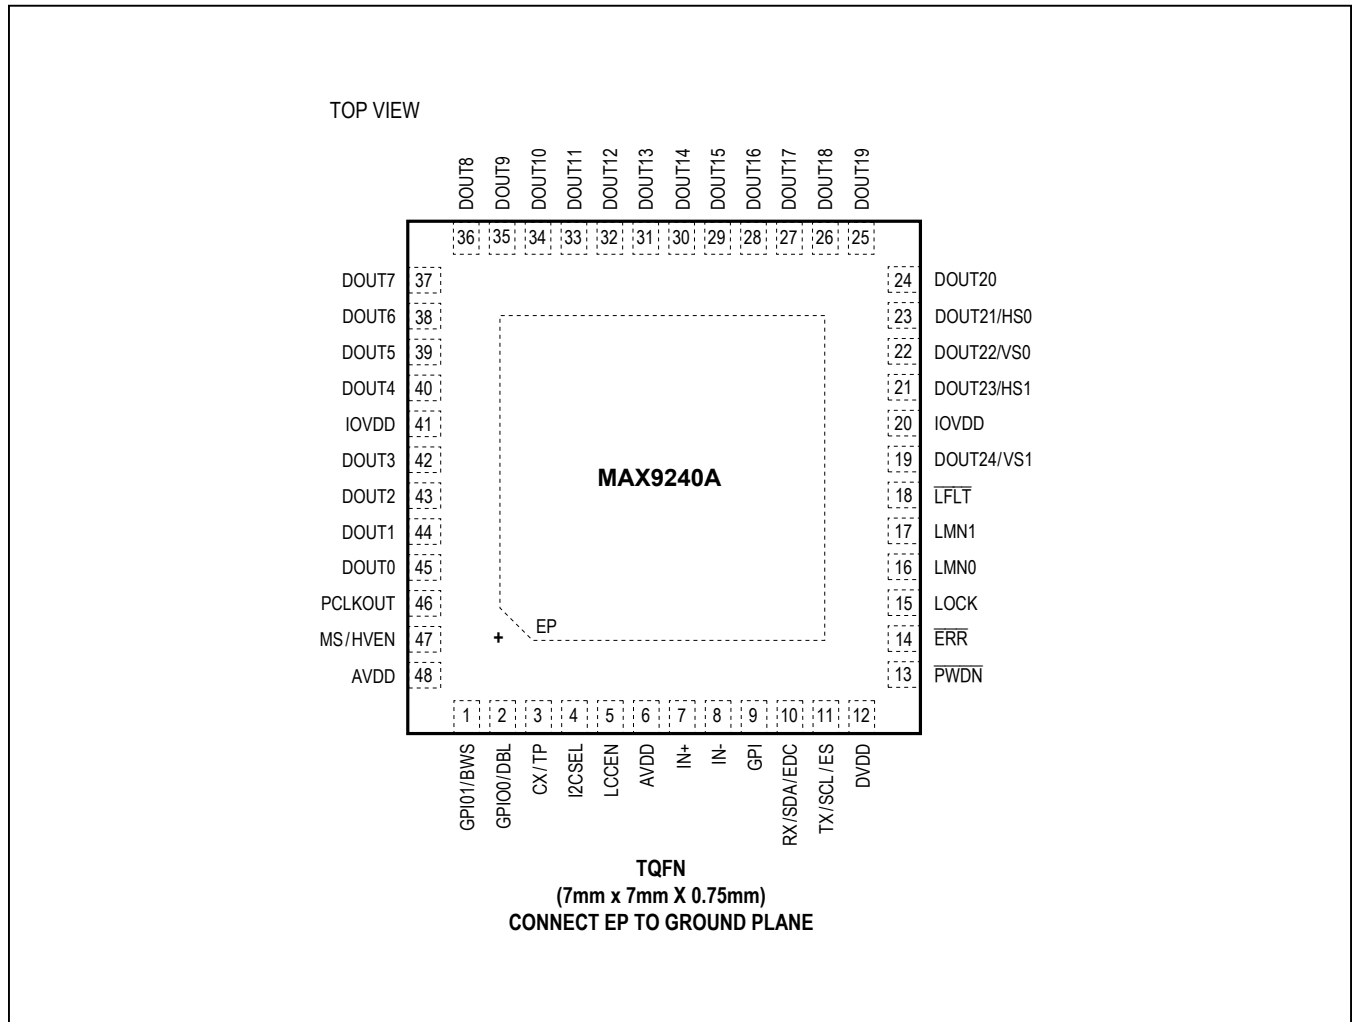 TOP VIEW
DOUT8 DOUT9 DOUT10 DOUT11 DOUT12 DOUT13 DOUT14 DOUT15 DOUT16 DOUT17 DOUT18 DOUT19
36 35 34 33 32 31 30 29 28 27 26 25
DOUT7 37 24 DOUT20
DOUT6 38 23 DOUT21/HS0
DOUT5 39 22 DOUT22/VS0
DOUT4 40 21 DOUT23/HS1
IOVDD 41 20 IOVDD
DOUT3 42 19 DOUT24/VS1
MAX9240A
DOUT2 43 18 LFLT
DOUT1 44 17 LMN1
DOUT0 45 16 LMN0
PCLKOUT 46 15 LOCK
EP
MS/HVEN 47 + 14 ERR
AVDD 48 13 PWDN
1 2 3 4 5 6 7 8 9 10 11 12
GPI01/BWS GPIO0/DBL CX/TP I2CSEL LCCEN AVDD IN+ IN- GPI RX/SDA/EDC TX/SCL/ES DVDD
TQFN
(7mm x 7mm X 0.75mm)
CONNECT EP TO GROUND PLANE